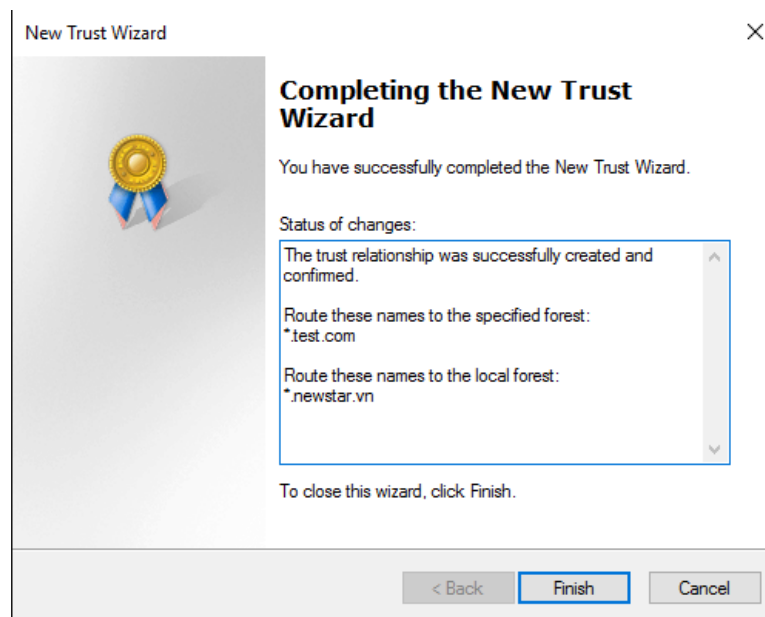 New Trust Wizard
Completing the New Trust
Wizard
You have successfully completed the New Trust Wizard.
Status of changes:
The trust relationship was successfully created and
confirmed.
Route these names to the specified forest:
*.test.com
Route these names to the local forest:
*.newstar.vn
To close this wizard, click Finish.
< Back
Finish
Cancel